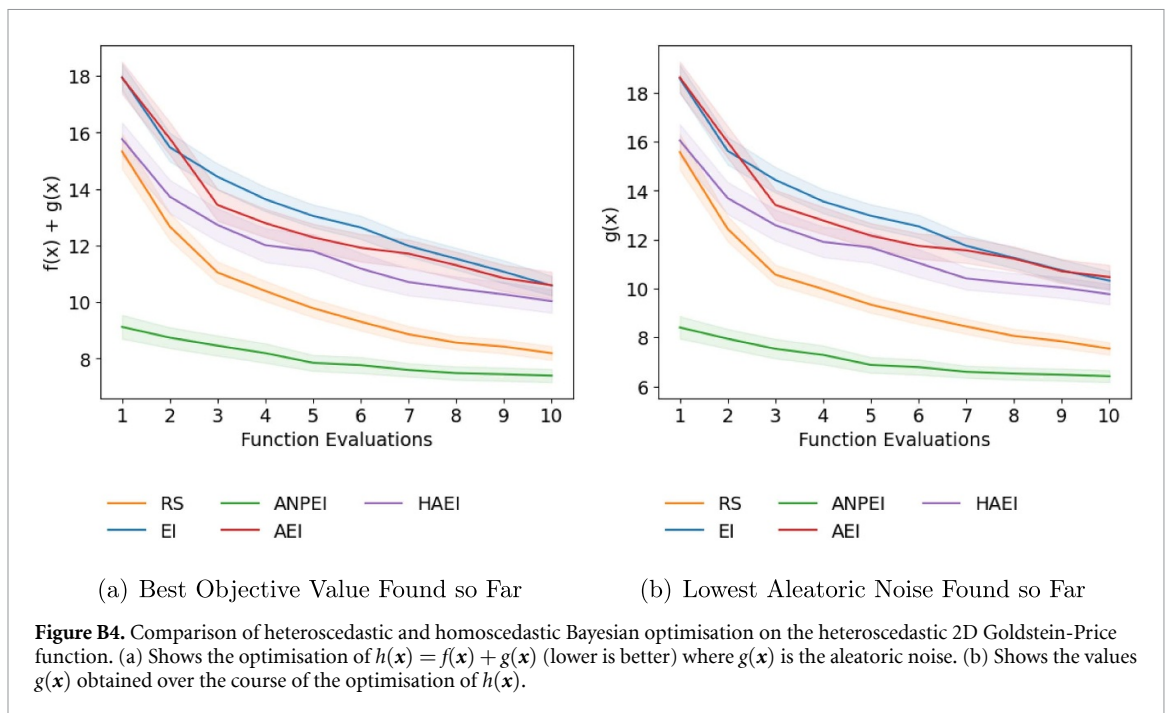 18
16
14
12
10
8
f(x) + g(x)
1 2 3 4 5 6 7 8 9 10
Function Evaluations
RS ANPEI HAEI
EI AEI
(a) Best Objective Value Found so Far
18
16
14
12
10
8
6
g(x)
1 2 3 4 5 6 7 8 9 10
Function Evaluations
RS ANPEI HAEI
EI AEI
(b) Lowest Aleatoric Noise Found so Far
Figure B4. Comparison of heteroscedastic and homoscedastic Bayesian optimisation on the heteroscedastic 2D Goldstein-Price
function. (a) Shows the optimisation of h(x) = f(x) + g(x) (lower is better) where g(x) is the aleatoric noise. (b) Shows the values
g(x) obtained over the course of the optimisation of h(x).